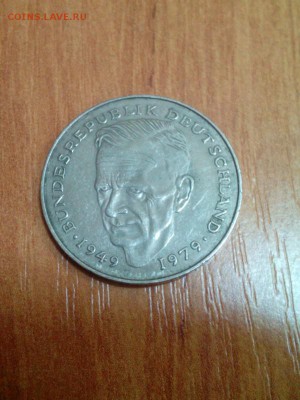 COINS.LAVE.RU
· BUNDESREPUBLIK DEUTSCHLAND ·
1949 · 1979